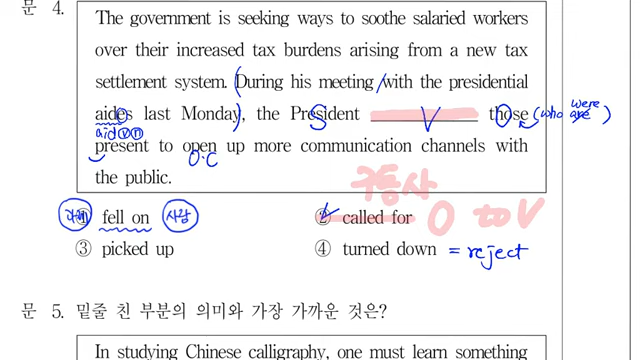 문 4.
The government is seeking ways to soothe salaried workers
over their increased tax burdens arising from a new tax
settlement system. (During his meeting/with the presidential
aides last Monday), the President ________ those (who were are)
aid ⓥ ⓝ
S V O
present to open up more communication channels with
O·C
the public.
구동사
O to V
① fell on 사람
② called for
③ picked up
④ turned down = reject
문 5. 밑줄 친 부분의 의미와 가장 가까운 것은?
In studying Chinese calligraphy, one must learn something